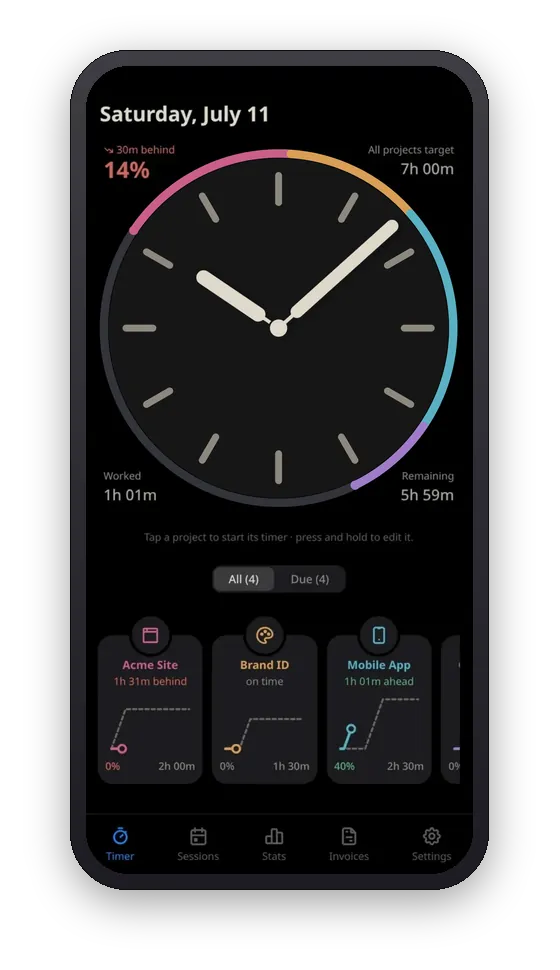 Saturday, July 11
30m behind
14%
All projects target
7h 00m
Worked
1h 01m
Remaining
5h 59m
Tap a project to start its timer · press and hold to edit it.
All (4)
Due (4)
Acme Site
1h 31m behind
0%
2h 00m
Brand ID
on time
0%
1h 30m
Mobile App
1h 01m ahead
40%
2h 30m
Timer
Sessions
Stats
Invoices
Settings